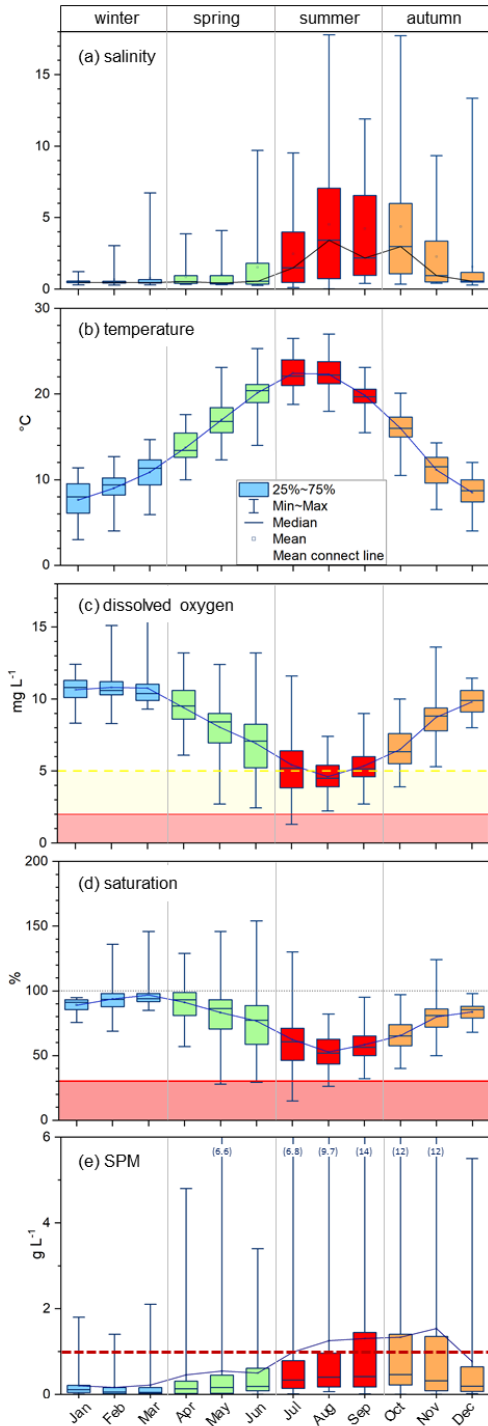 winter spring summer autumn
(a) salinity
15
10
5
0
(b) temperature
30
20
10
0
°C
25%~75%
Min~Max
Median
Mean
Mean connect line
(c) dissolved oxygen
15
10
5
0
mg L-1
(d) saturation
200
150
100
50
0
%
(e) SPM
6
4
2
0
g L-1
(6.6) (6.8) (9.7) (14) (12) (12)
Jan Feb Mar Apr May Jun Jul Aug Sep Oct Nov Dec